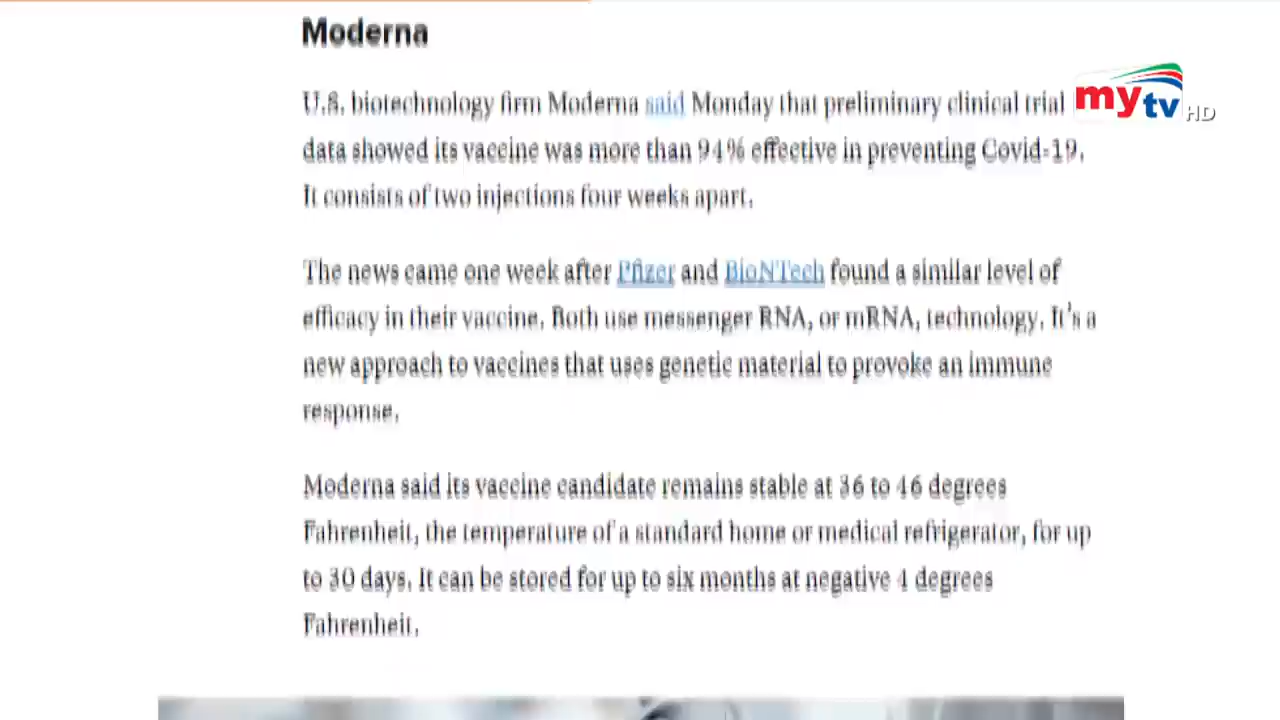 Moderna
U.S. biotechnology firm Moderna said Monday that preliminary clinical trial
data showed its vaccine was more than 94% effective in preventing Covid-19.
It consists of two injections four weeks apart.
The news came one week after Pfizer and BioNTech found a similar level of
efficacy in their vaccine. Both use messenger RNA, or mRNA, technology. It's a
new approach to vaccines that uses genetic material to provoke an immune
response.
Moderna said its vaccine candidate remains stable at 36 to 46 degrees
Fahrenheit, the temperature of a standard home or medical refrigerator, for up
to 30 days. It can be stored for up to six months at negative 4 degrees
Fahrenheit.
mytv HD